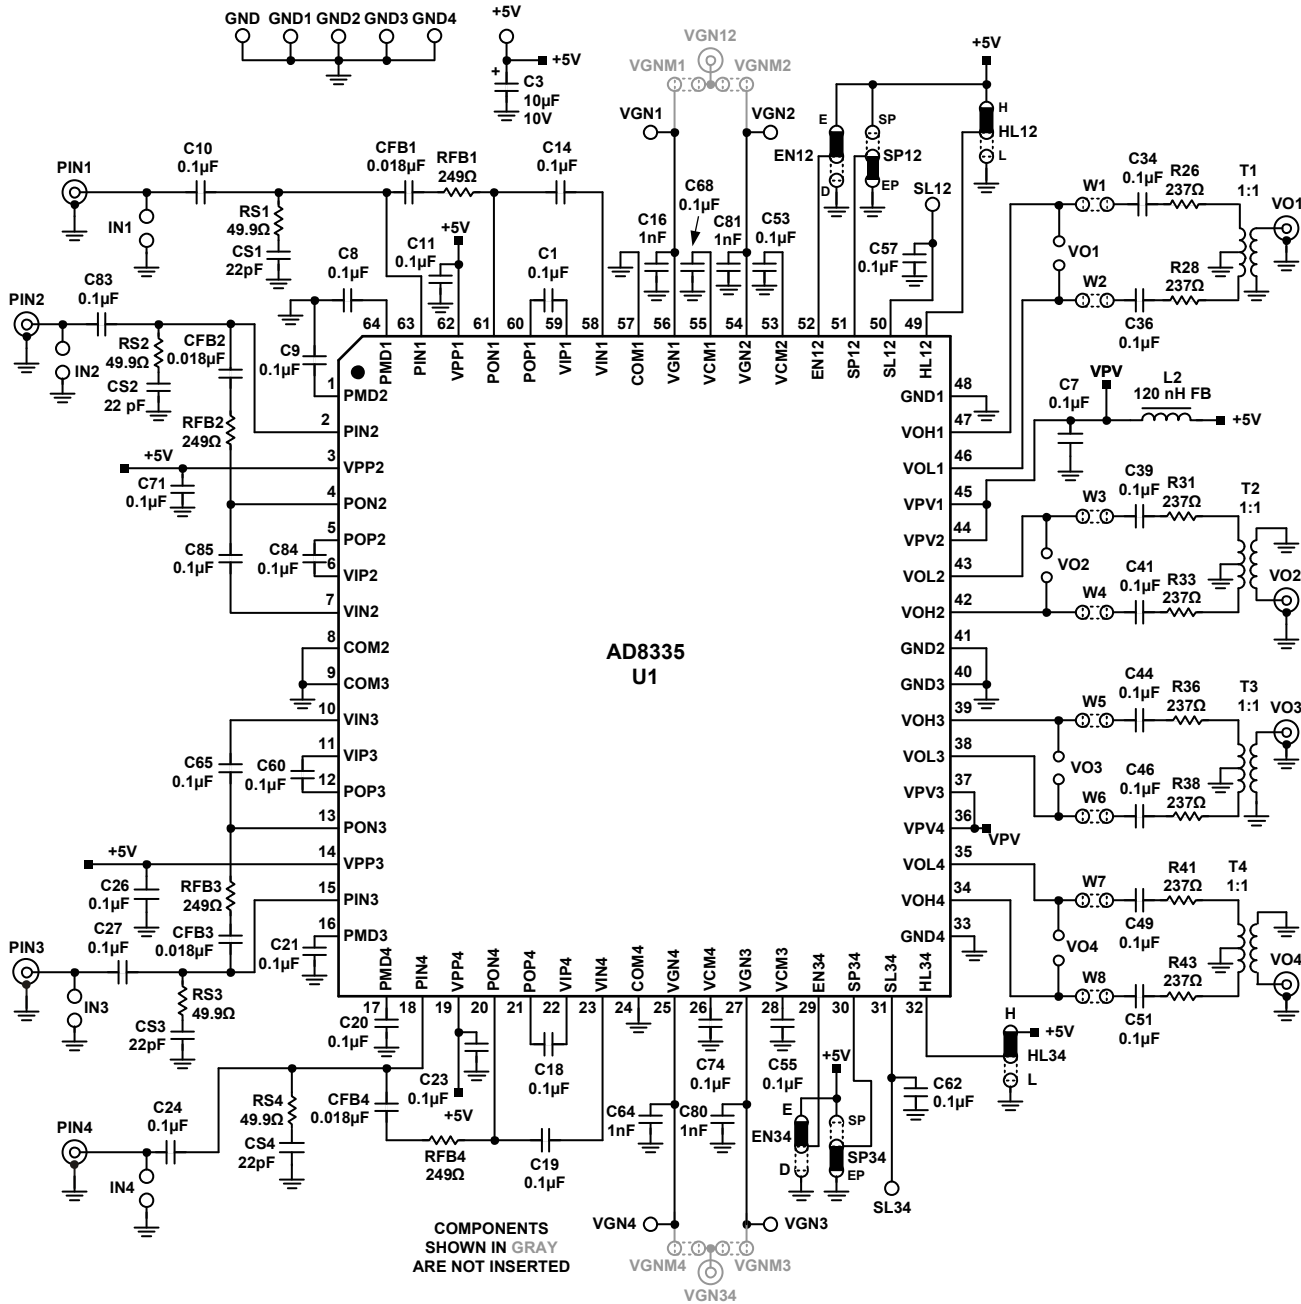 GND GND1 GND2 GND3 GND4
+5V
+5V
+
C3
10µF
10V
VGN12
VGNM1 VGNM2
VGN1 VGN2
+5V
E
EN12
D
SP
SP12
EP
H
HL12
L
SL12
PIN1
C10
0.1µF
IN1
RS1
49.9Ω
CS1
22pF
CFB1
0.018µF
RFB1
249Ω
C14
0.1µF
C8
0.1µF
C11
0.1µF
+5V
C1
0.1µF
C16
1nF
C68
0.1µF
C81
1nF
C53
0.1µF
C57
0.1µF
W1
C34
0.1µF
R26
237Ω
T1
1:1
VO1
VO1
W2
C36
0.1µF
R28
237Ω
PIN2
C83
0.1µF
IN2
RS2
49.9Ω
CS2
22 pF
CFB2
0.018µF
RFB2
249Ω
C9
0.1µF
64 63 62 61 60 59 58 57 56 55 54 53 52 51 50 49
PMD1 PIN1 VPP1 PON1 POP1 VIP1 VIN1 COM1 VGN1 VCM1 VGN2 VCM2 EN12 SP12 SL12 HL12
1 PMD2
2 PIN2
3 VPP2
4 PON2
5 POP2
6 VIP2
7 VIN2
8 COM2
9 COM3
10 VIN3
11 VIP3
12 POP3
13 PON3
14 VPP3
15 PIN3
16 PMD3
AD8335
U1
GND1 48
VOH1 47
VOL1 46
VPV1 45
VPV2 44
VOL2 43
VOH2 42
GND2 41
GND3 40
VOH3 39
VOL3 38
VPV3 37
VPV4 36
VOL4 35
VOH4 34
GND4 33
+5V
C71
0.1µF
C85
0.1µF
C84
0.1µF
C65
0.1µF
C60
0.1µF
+5V
C26
0.1µF
RFB3
249Ω
CFB3
0.018µF
C27
0.1µF
C21
0.1µF
PIN3
IN3
RS3
49.9Ω
CS3
22pF
C7
0.1µF
VPV
L2
120 nH FB
+5V
W3
C39
0.1µF
R31
237Ω
T2
1:1
VO2
W4
C41
0.1µF
R33
237Ω
VO2
W5
C44
0.1µF
R36
237Ω
T3
1:1
VO3
VO3
W6
C46
0.1µF
R38
237Ω
VPV
W7
C49
0.1µF
R41
237Ω
T4
1:1
VO4
W8
C51
0.1µF
R43
237Ω
VO4
PMD4 PIN4 VPP4 PON4 POP4 VIP4 VIN4 COM4 VGN4 VCM4 VGN3 VCM3 EN34 SP34 SL34 HL34
17 18 19 20 21 22 23 24 25 26 27 28 29 30 31 32
C20
0.1µF
C23
0.1µF
+5V
C18
0.1µF
C74
0.1µF
C55
0.1µF
C64
1nF
C80
1nF
+5V
E
EN34
D
SP
SP34
EP
C62
0.1µF
SL34
H
+5V
HL34
L
PIN4
C24
0.1µF
IN4
RS4
49.9Ω
CS4
22pF
CFB4
0.018µF
RFB4
249Ω
C19
0.1µF
VGN4 VGN3
VGNM4 VGNM3
VGN34
COMPONENTS
SHOWN IN GRAY
ARE NOT INSERTED